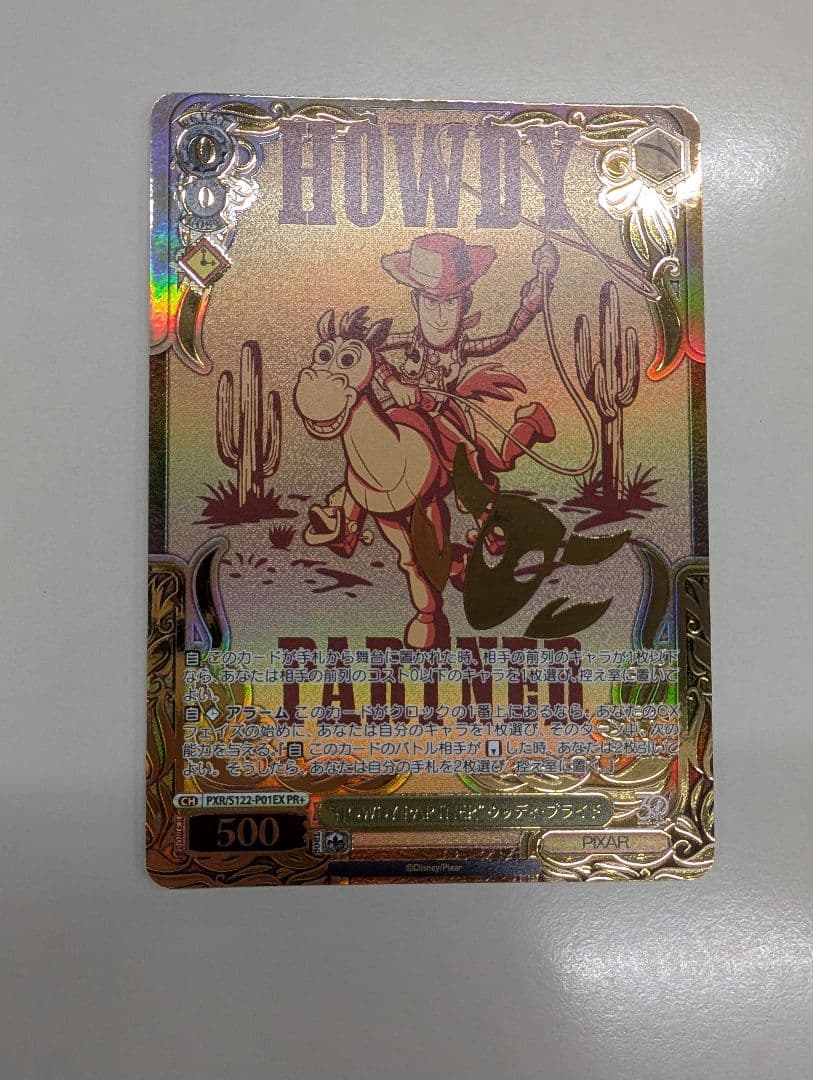 HOWDY
0
0
PARTNER
自 このカードが手札から舞台に置かれた時、相手の前列のキャラが1枚以下
なら、あなたは相手の前列のコスト0以下のキャラを1枚選び、控え室に置いて
よい。
自 アラーム このカードがクロックの1番上にあるなら、あなたのCX
フェイズの始めに、あなたは自分のキャラを1枚選び、そのターン中、次の
能力を与える。『自 このカードのバトル相手が した時、あなたは2枚引いて
よい。そうしたら、あなたは自分の手札を2枚選び、控え室に置く。』
CH PXR/S122-P01EX PR+
"HOWDY PARTNER" ウッディ・プライド
500
PIXAR
©Disney/Pixar